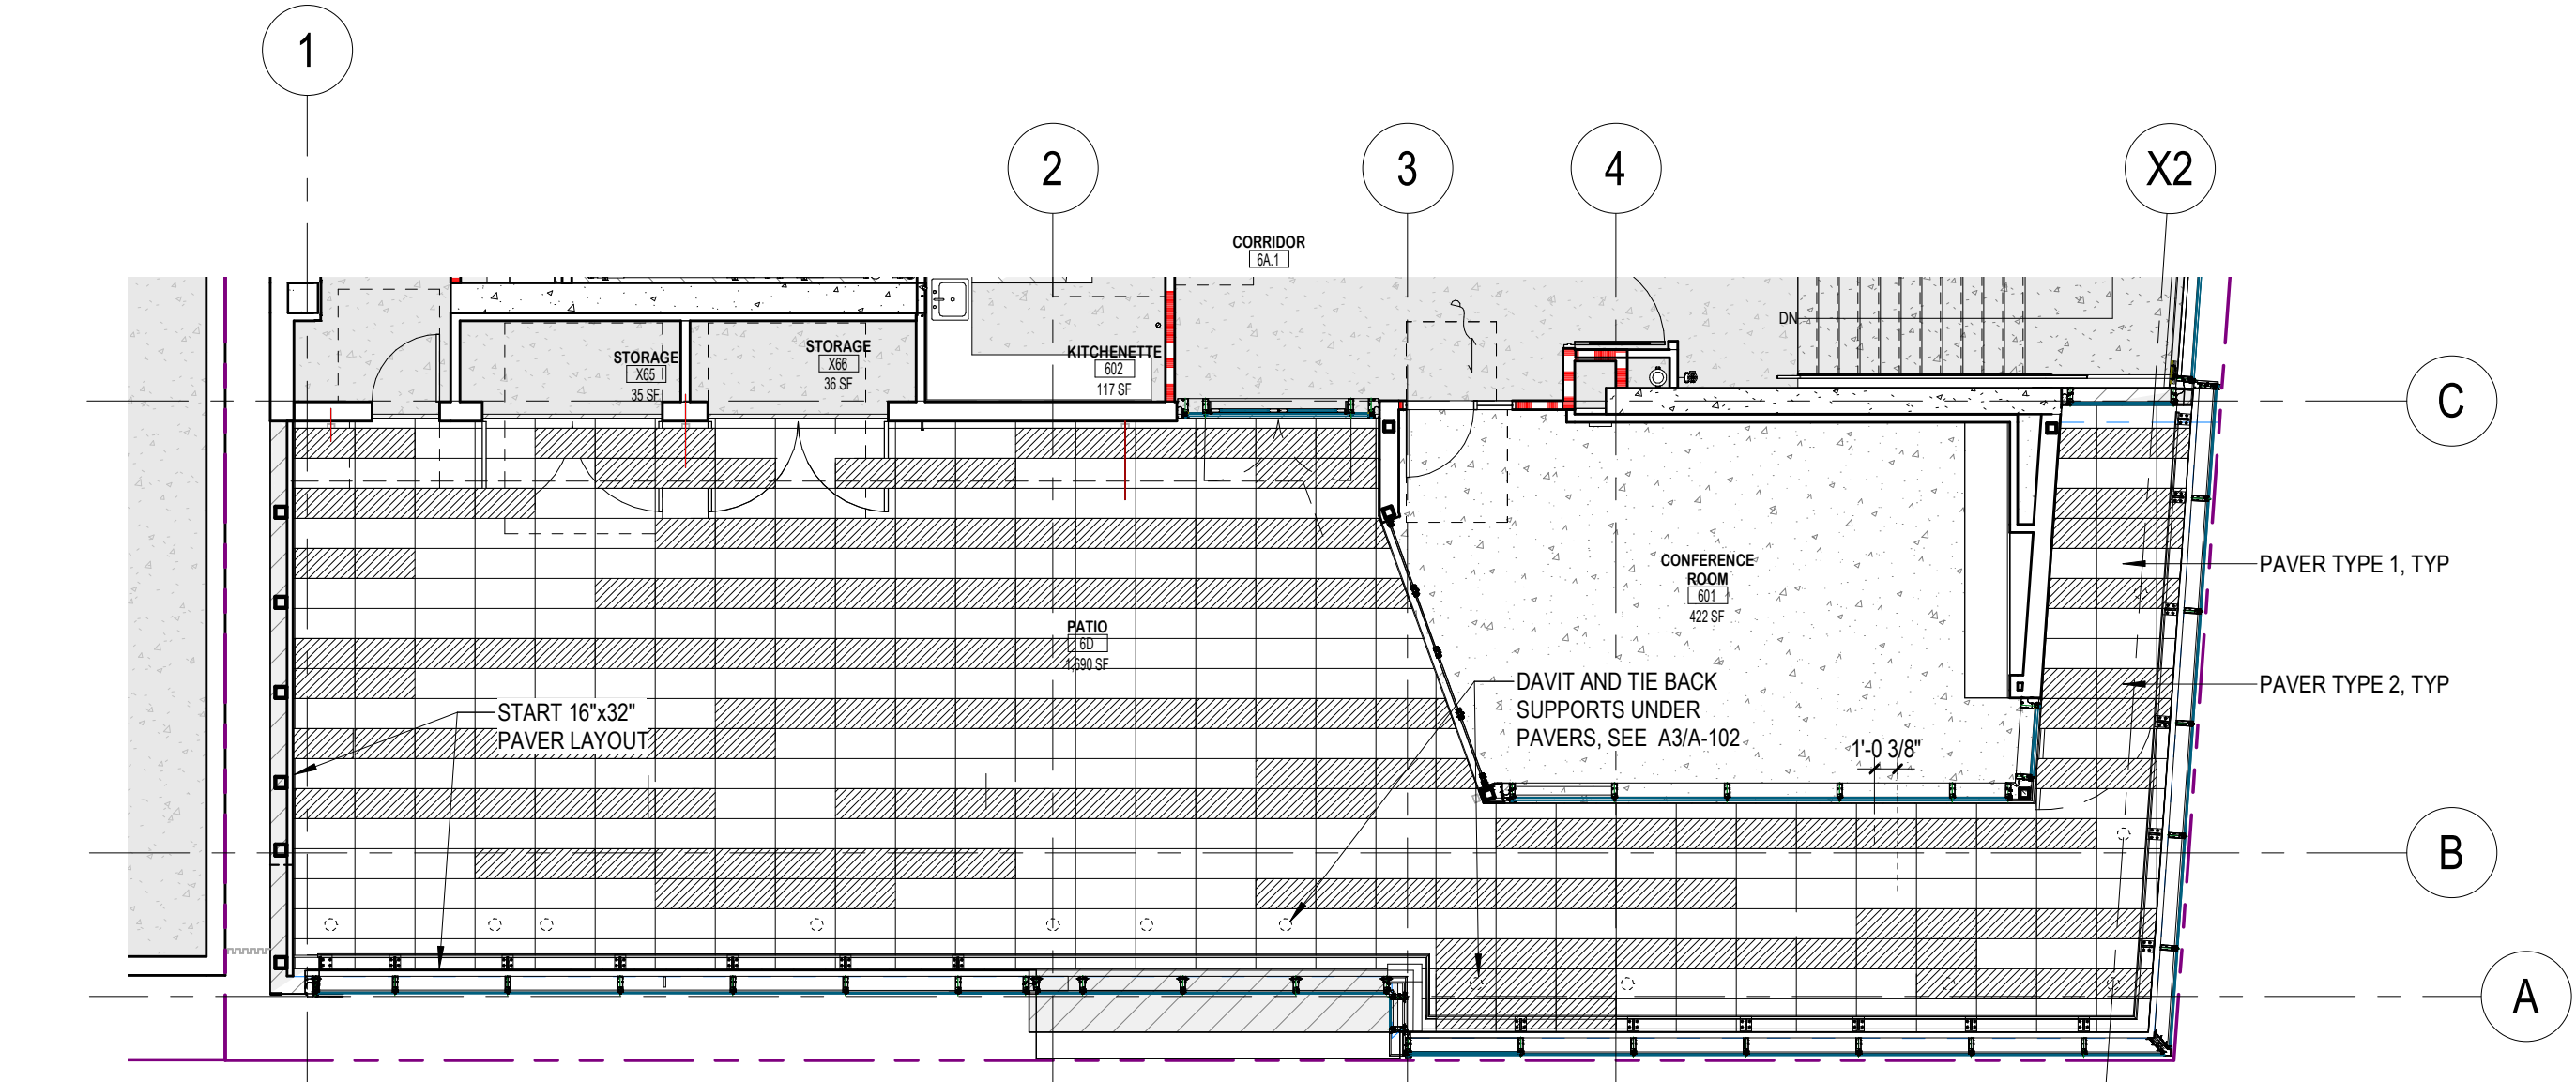 1
2
3
4
X2
CORRIDOR
6A.1
DN
STORAGE
X65
35 SF
STORAGE
X66
36 SF
KITCHENETTE
602
117 SF
C
CONFERENCE
ROOM
601
422 SF
PAVER TYPE 1, TYP
PATIO
6D
1,690 SF
PAVER TYPE 2, TYP
START 16"x32"
PAVER LAYOUT
DAVIT AND TIE BACK
SUPPORTS UNDER
PAVERS, SEE A3/A-102
1'-0 3/8"
B
A